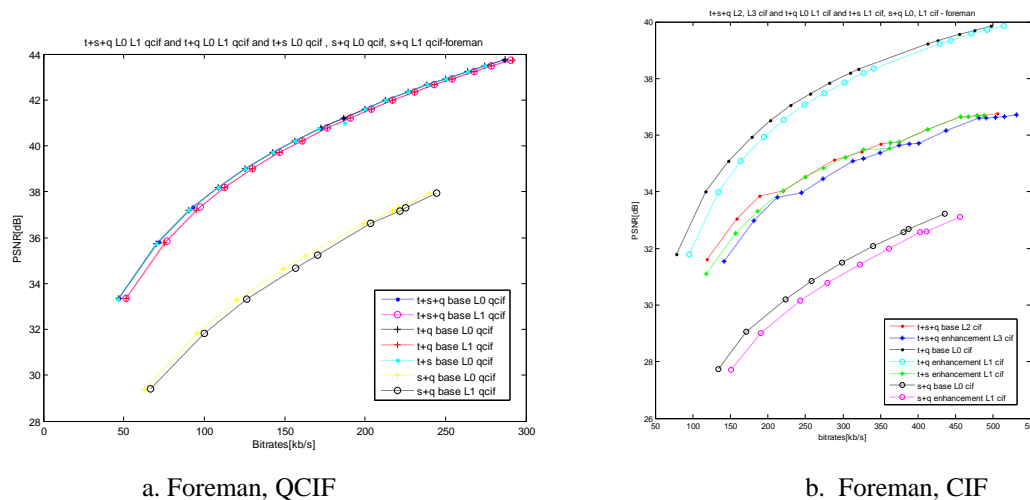 t+s+q L0 L1 qcif and t+q L0 L1 qcif and t+s L0 qcif , s+q L0 qcif, s+q L1 qcif-foreman
44
42
40
38
36
34
32
30
28
PSNR[dB]
0
50
100
150
200
250
300
Bitrates[kb/s]
t+s+q base L0 qcif
t+s+q base L1 qcif
t+q base L0 qcif
t+q base L1 qcif
t+s base L0 qcif
s+q base L0 qcif
s+q base L1 qcif
a. Foreman, QCIF
t+s+q L2, L3 cif and t+q L0 L1 cif and t+s L1 cif, s+q L0, L1 cif - foreman
40
38
36
34
32
30
28
26
PSNR[dB]
50
100
150
200
250
300
350
400
450
500
bitrates[kb/s]
t+s+q base L2 cif
t+s+q enhancement L3 cif
t+q base L0 cif
t+q enhancement L1 cif
t+s enhancement L1 cif
s+q base L0 cif
s+q enhancement L1 cif
b. Foreman, CIF